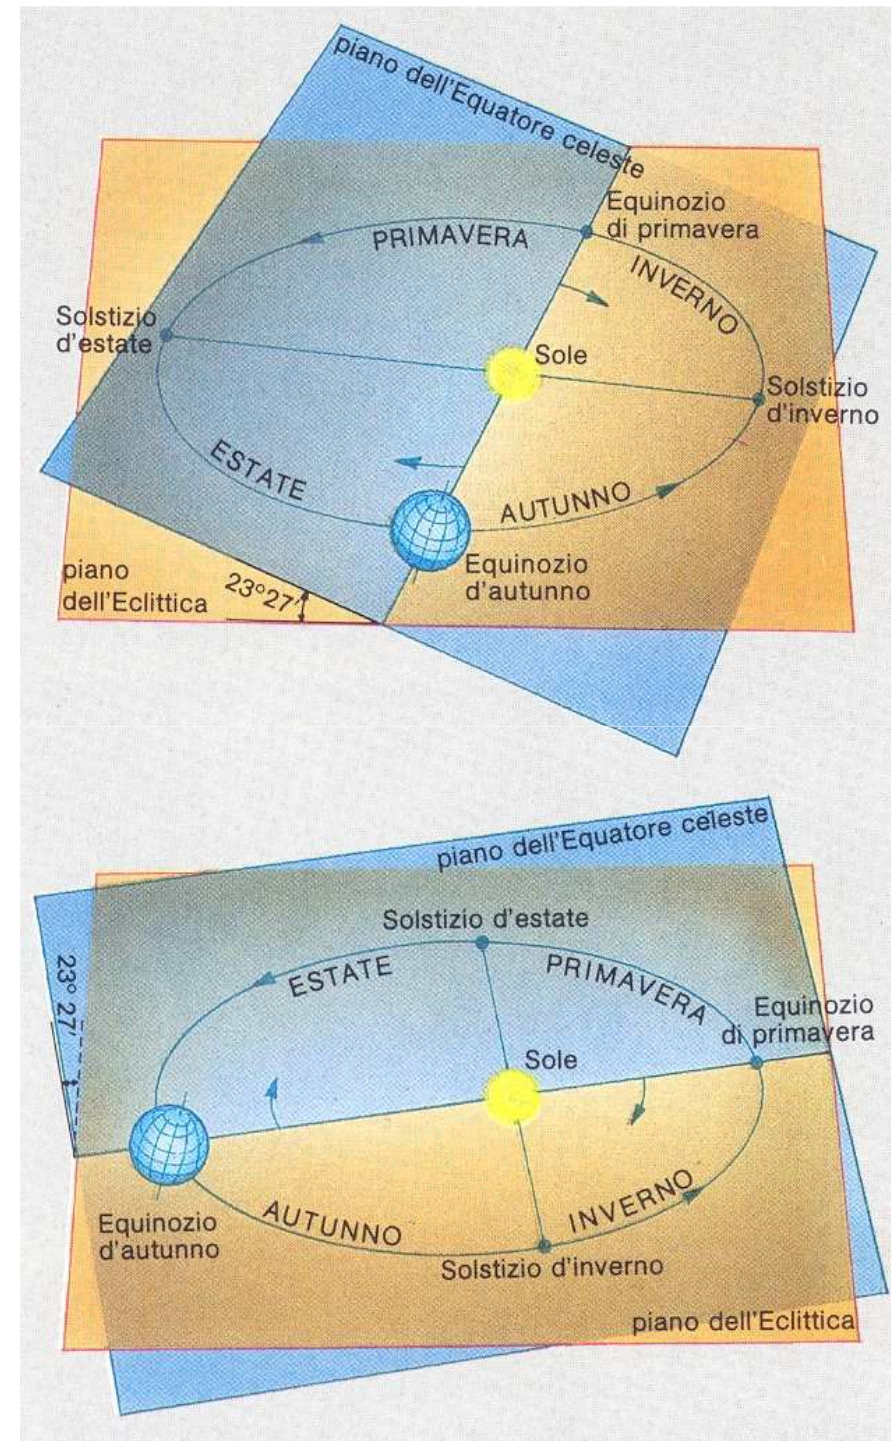 piano dell'Equatore celeste
Equinozio
di primavera
PRIMAVERA
INVERNO
Solstizio
d'estate
Sole
Solstizio
d'inverno
ESTATE
AUTUNNO
Equinozio
d'autunno
piano
dell'Eclittica
23°27'
piano dell'Equatore celeste
Solstizio d'estate
ESTATE
PRIMAVERA
23° 27'
Equinozio
di primavera
Sole
AUTUNNO
INVERNO
Equinozio
d'autunno
Solstizio d'inverno
piano dell'Eclittica